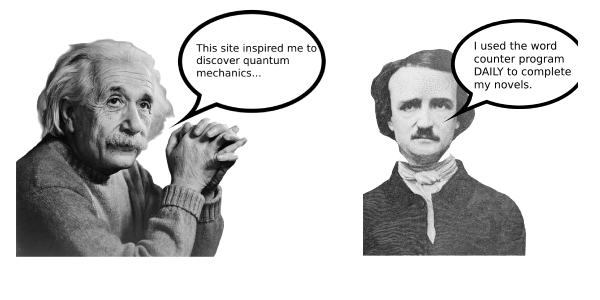 This site inspired me to
discover quantum
mechanics...
I used the word
counter program
DAILY to complete
my novels.